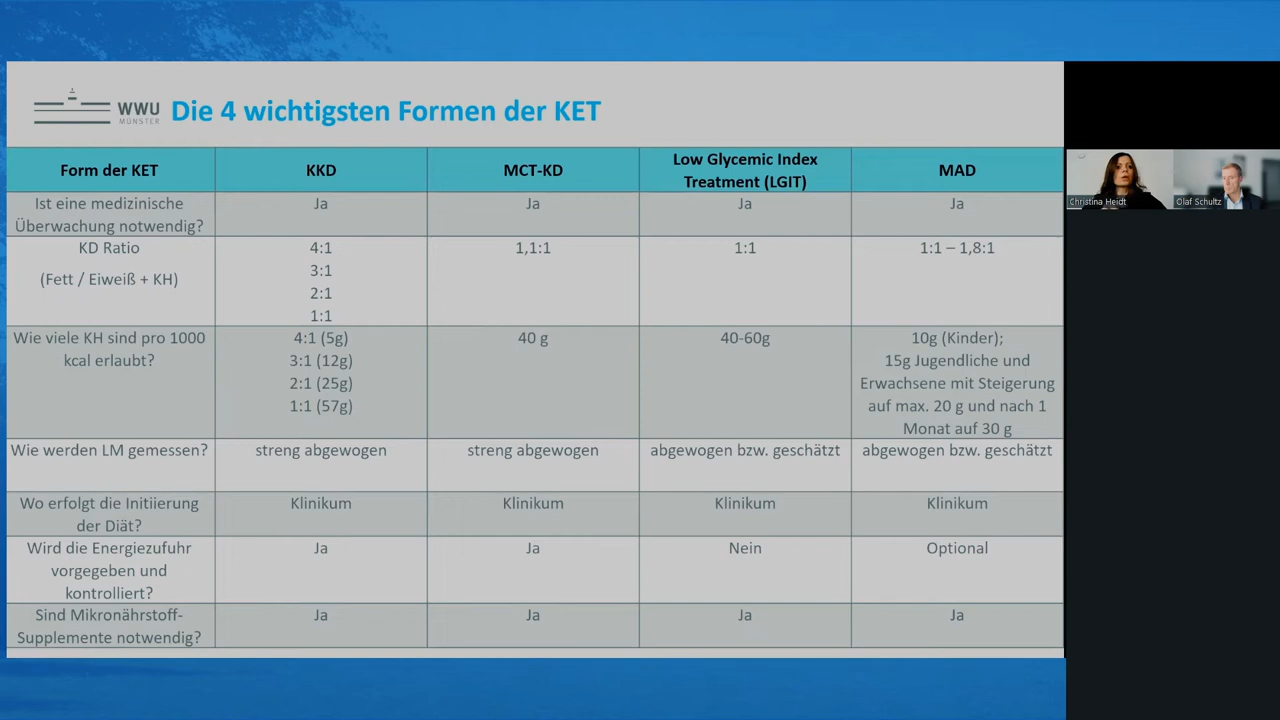 WWU
MÜNSTER
Die 4 wichtigsten Formen der KET
Form der KET
KKD
MCT-KD
Low Glycemic Index
Treatment (LGIT)
MAD
Ist eine medizinische
Überwachung notwendig?
Ja
Ja
Ja
Ja
KD Ratio
(Fett / Eiweiß + KH)
4:1
3:1
2:1
1:1
1,1:1
1:1
1:1 – 1,8:1
Wie viele KH sind pro 1000
kcal erlaubt?
4:1 (5g)
3:1 (12g)
2:1 (25g)
1:1 (57g)
40 g
40-60g
10g (Kinder);
15g Jugendliche und
Erwachsene mit Steigerung
auf max. 20 g und nach 1
Monat auf 30 g
Wie werden LM gemessen?
streng abgewogen
streng abgewogen
abgewogen bzw. geschätzt
abgewogen bzw. geschätzt
Wo erfolgt die Initiierung
der Diät?
Klinikum
Klinikum
Klinikum
Klinikum
Wird die Energiezufuhr
vorgegeben und
kontrolliert?
Ja
Ja
Nein
Optional
Sind Mikronährstoff-
Supplemente notwendig?
Ja
Ja
Ja
Ja
Christina Heidt
Olaf Schultz